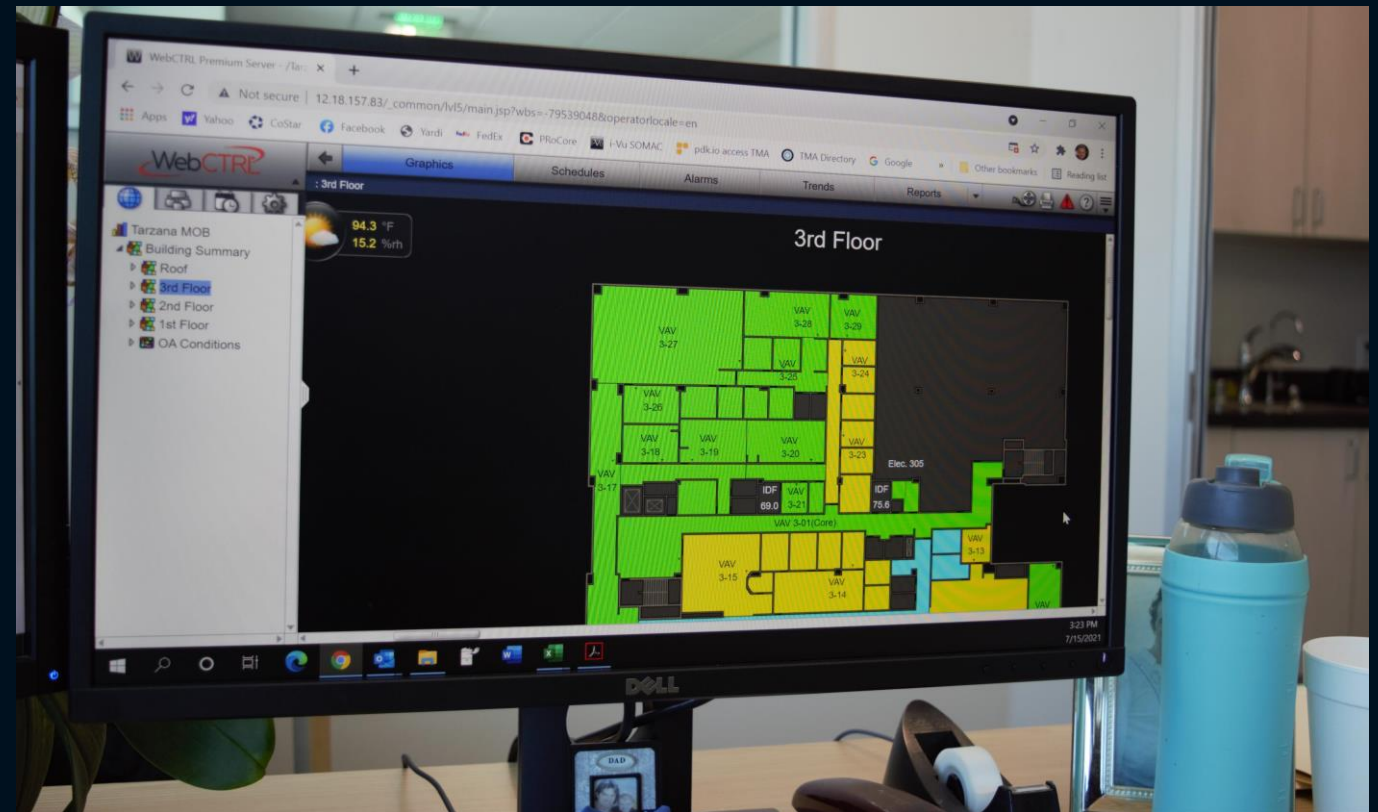 WebCTRL Premium Server - /Tarz
Not secure | 12.18.157.83/_common/lvl5/main.jsp?wbs=-79539048&operatorlocale=en
Apps Yahoo CoStar Facebook Yardi FedEx PRoCore i-Vu SOMAC pdk.io access TMA TMA Directory Google » Other bookmarks Reading list
WebCTRL
Graphics Schedules Alarms Trends Reports
: 3rd Floor
Tarzana MOB
Building Summary
Roof
3rd Floor
2nd Floor
1st Floor
OA Conditions
94.3 °F
15.2 %rh
3rd Floor
VAV
3-27
VAV
3-28
VAV
3-29
VAV
3-25
VAV
3-24
VAV
3-26
VAV
3-18
VAV
3-19
VAV
3-20
VAV
3-23
Elec. 305
VAV
3-17
IDF
69.0
VAV
3-21
IDF
75.6
VAV 3-01(Core)
VAV
3-15
VAV
3-14
VAV
3-13
VAV
3:23 PM
7/15/2021
DELL
DAD